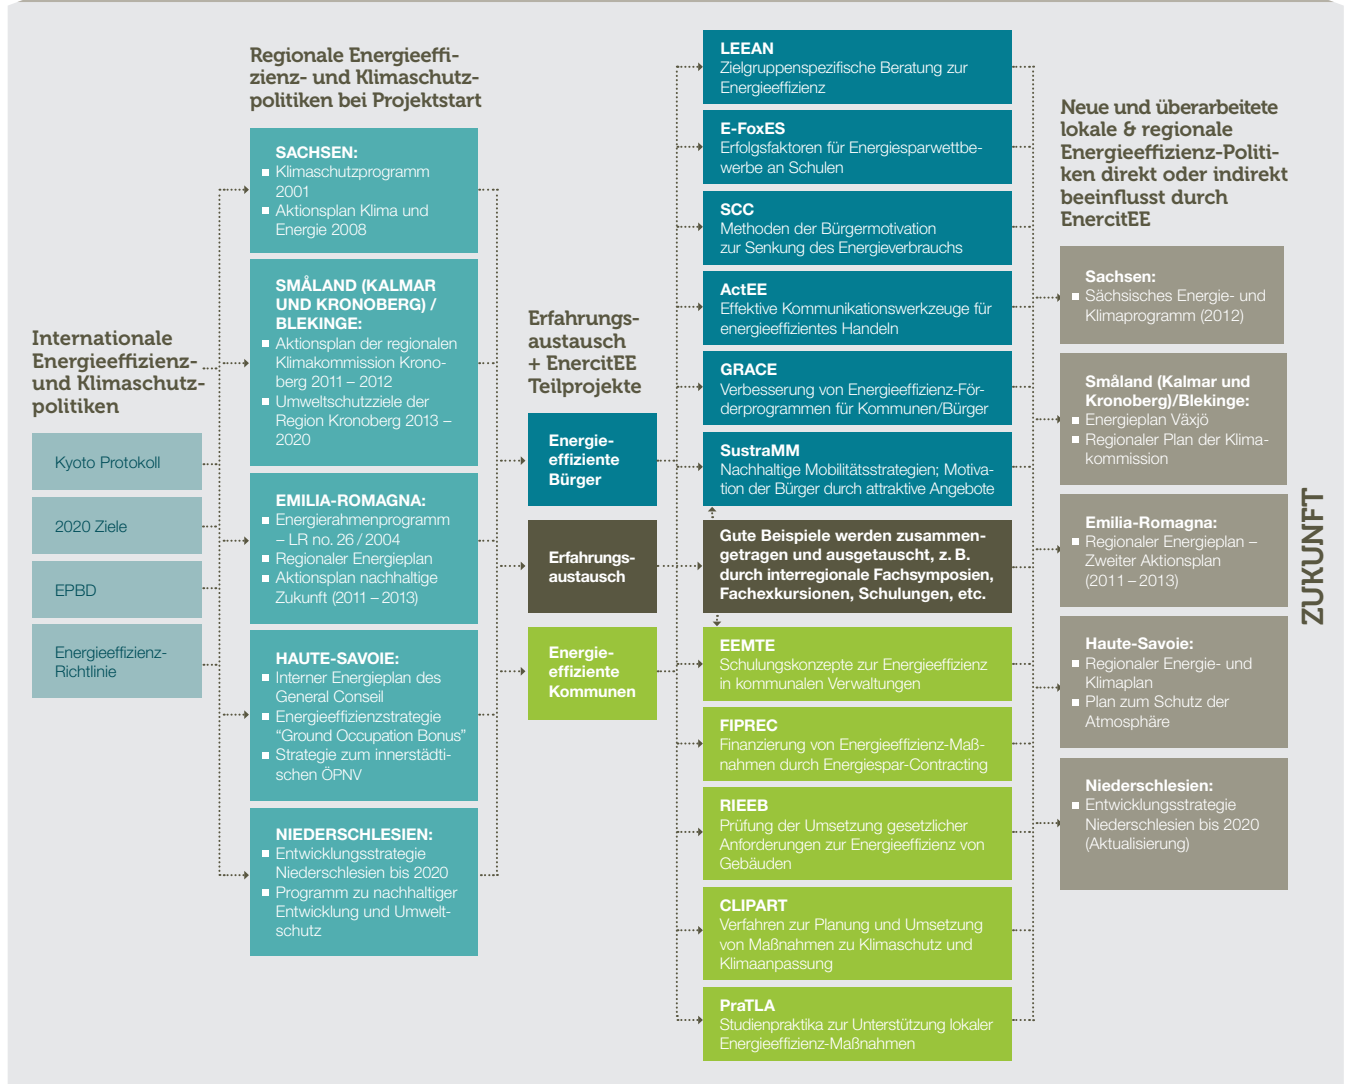 Internationale
Energieeffizienz-
und Klimaschutz-
politiken
Kyoto Protokoll
2020 Ziele
EPBD
Energieeffizienz-
Richtlinie
Regionale Energieeffi-
zienz- und Klimaschutz-
politiken bei Projektstart
SACHSEN:
Klimaschutzprogramm
2001
Aktionsplan Klima und
Energie 2008
SMÅLAND (KALMAR
UND KRONOBERG) /
BLEKINGE:
Aktionsplan der regionalen
Klimakommission Krono-
berg 2011 – 2012
Umweltschutzziele der
Region Kronoberg 2013 –
2020
EMILIA-ROMAGNA:
Energierahmenprogramm
– LR no. 26 / 2004
Regionaler Energieplan
Aktionsplan nachhaltige
Zukunft (2011 – 2013)
HAUTE-SAVOIE:
Interner Energieplan des
General Conseil
Energieeffizienzstrategie
“Ground Occupation Bonus”
Strategie zum innerstädti-
schen ÖPNV
NIEDERSCHLESIEN:
Entwicklungsstrategie
Niederschlesien bis 2020
Programm zu nachhaltiger
Entwicklung und Umwelt-
schutz
Erfahrungs-
austausch
+ EnercitEE
Teilprojekte
Energie-
effiziente
Bürger
Erfahrungs-
austausch
Energie-
effiziente
Kommunen
LEEAN
Zielgruppenspezifische Beratung zur
Energieeffizienz
E-FoxES
Erfolgsfaktoren für Energiesparwettbe-
werbe an Schulen
SCC
Methoden der Bürgermotivation
zur Senkung des Energieverbrauchs
ActEE
Effektive Kommunikationswerkzeuge für
energieeffizientes Handeln
GRACE
Verbesserung von Energieeffizienz-För-
derprogrammen für Kommunen/Bürger
SustraMM
Nachhaltige Mobilitätsstrategien; Motiva-
tion der Bürger durch attraktive Angebote
Gute Beispiele werden zusammen-
getragen und ausgetauscht, z. B.
durch interregionale Fachsymposien,
Fachexkursionen, Schulungen, etc.
EEMTE
Schulungskonzepte zur Energieeffizienz
in kommunalen Verwaltungen
FIPREC
Finanzierung von Energieeffizienz-Maß-
nahmen durch Energiespar-Contracting
RIEEB
Prüfung der Umsetzung gesetzlicher
Anforderungen zur Energieeffizienz von
Gebäuden
CLIPART
Verfahren zur Planung und Umsetzung
von Maßnahmen zu Klimaschutz und
Klimaanpassung
PraTLA
Studienpraktika zur Unterstützung lokaler
Energieeffizienz-Maßnahmen
Neue und überarbeitete
lokale & regionale
Energieeffizienz-Politi-
ken direkt oder indirekt
beeinflusst durch
EnercitEE
Sachsen:
Sächsisches Energie- und
Klimaprogramm (2012)
Småland (Kalmar und
Kronoberg)/Blekinge:
Energieplan Växjö
Regionaler Plan der Klima-
kommission
Emilia-Romagna:
Regionaler Energieplan –
Zweiter Aktionsplan
(2011 – 2013)
Haute-Savoie:
Regionaler Energie- und
Klimaplan
Plan zum Schutz der
Atmosphäre
Niederschlesien:
Entwicklungsstrategie
Niederschlesien bis 2020
(Aktualisierung)
ZUKUNFT